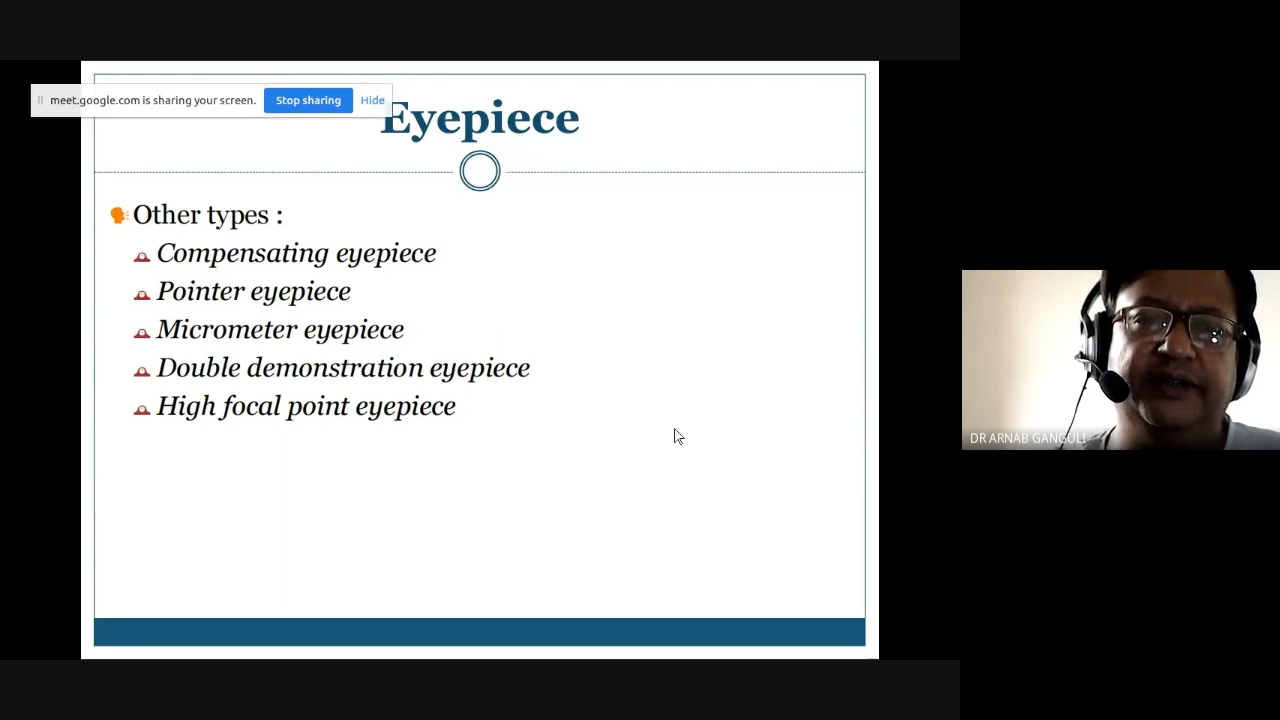 meet.google.com is sharing your screen. Stop sharing Hide
Eyepiece
Other types :
Compensating eyepiece
Pointer eyepiece
Micrometer eyepiece
Double demonstration eyepiece
High focal point eyepiece
DR ARNAB GANGULI